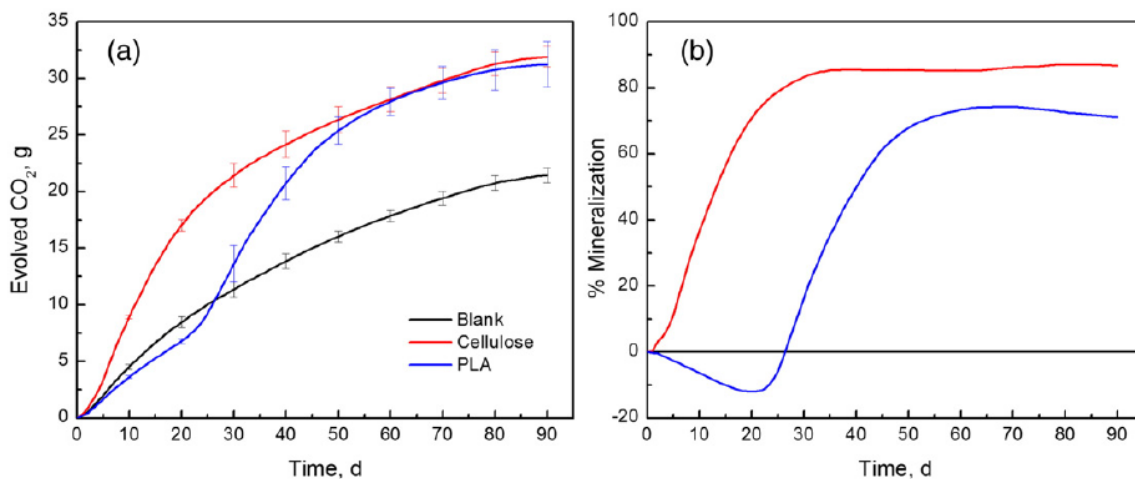 (a)
Evolved CO₂, g
35
30
25
20
15
10
5
0
Blank
Cellulose
PLA
0 10 20 30 40 50 60 70 80 90
Time, d
(b)
% Mineralization
100
80
60
40
20
0
-20
0 10 20 30 40 50 60 70 80 90
Time, d